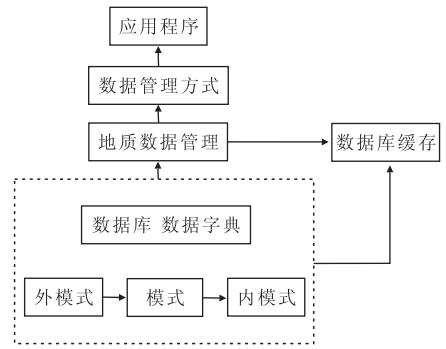 应用程序
数据管理方式
地质数据管理
数据库缓存
数据库 数据字典
外模式
模式
内模式